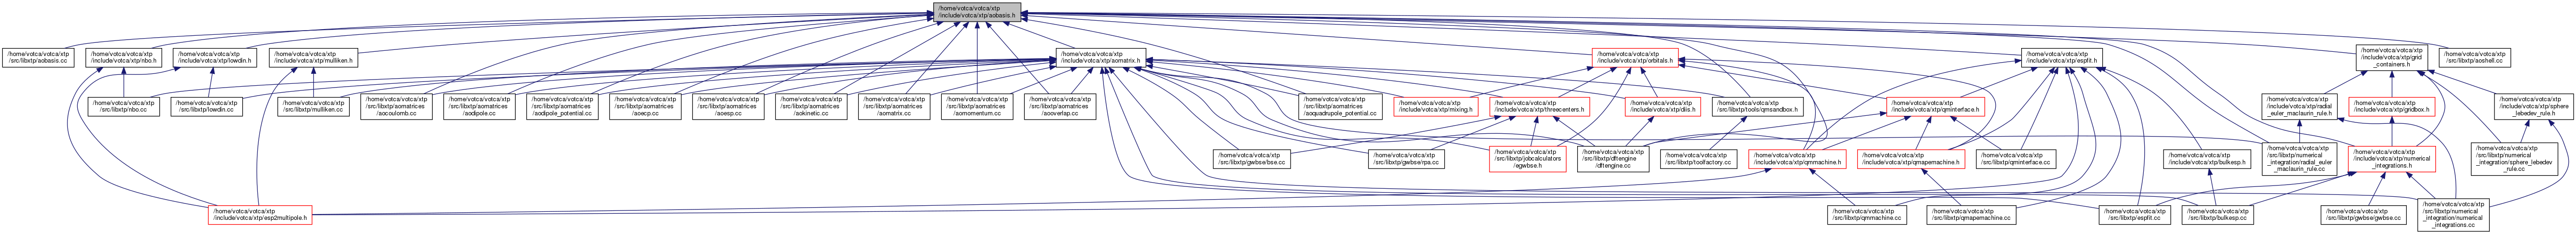 /home/votca/votca/xtp
/include/votca/xtp/aobasis.h
/home/votca/votca/xtp
/src/libxtp/aobasis.cc
/home/votca/votca/xtp
/include/votca/xtp/nbo.h
/home/votca/votca/xtp
/include/votca/xtp/lowdin.h
/home/votca/votca/xtp
/include/votca/xtp/mulliken.h
/home/votca/votca/xtp
/include/votca/xtp/aomatrix.h
/home/votca/votca/xtp
/include/votca/xtp/orbitals.h
/home/votca/votca/xtp
/include/votca/xtp/espfit.h
/home/votca/votca/xtp
/include/votca/xtp/grid
_containers.h
/home/votca/votca/xtp
/src/libxtp/aoshell.cc
/home/votca/votca/xtp
/src/libxtp/nbo.cc
/home/votca/votca/xtp
/src/libxtp/lowdin.cc
/home/votca/votca/xtp
/src/libxtp/mulliken.cc
/home/votca/votca/xtp
/src/libxtp/aomatrices
/aocoulomb.cc
/home/votca/votca/xtp
/src/libxtp/aomatrices
/aodipole.cc
/home/votca/votca/xtp
/src/libxtp/aomatrices
/aodipole_potential.cc
/home/votca/votca/xtp
/src/libxtp/aomatrices
/aoecp.cc
/home/votca/votca/xtp
/src/libxtp/aomatrices
/aoesp.cc
/home/votca/votca/xtp
/src/libxtp/aomatrices
/aokinetic.cc
/home/votca/votca/xtp
/src/libxtp/aomatrices
/aomatrix.cc
/home/votca/votca/xtp
/src/libxtp/aomatrices
/aomomentum.cc
/home/votca/votca/xtp
/src/libxtp/aomatrices
/aooverlap.cc
/home/votca/votca/xtp
/src/libxtp/aomatrices
/aoquadrupole_potential.cc
/home/votca/votca/xtp
/include/votca/xtp/mixing.h
/home/votca/votca/xtp
/include/votca/xtp/threecenters.h
/home/votca/votca/xtp
/include/votca/xtp/diis.h
/home/votca/votca/xtp
/src/libxtp/tools/qmsandbox.h
/home/votca/votca/xtp
/include/votca/xtp/qminterface.h
/home/votca/votca/xtp
/include/votca/xtp/radial
_euler_maclaurin_rule.h
/home/votca/votca/xtp
/include/votca/xtp/gridbox.h
/home/votca/votca/xtp
/include/votca/xtp/sphere
_lebedev_rule.h
/home/votca/votca/xtp
/src/libxtp/gwbse/bse.cc
/home/votca/votca/xtp
/src/libxtp/gwbse/rpa.cc
/home/votca/votca/xtp
/src/libxtp/jobcalculators
/egwbse.h
/home/votca/votca/xtp
/src/libxtp/dftengine
/dftengine.cc
/home/votca/votca/xtp
/src/libxtp/toolfactory.cc
/home/votca/votca/xtp
/include/votca/xtp/qmmachine.h
/home/votca/votca/xtp
/include/votca/xtp/qmapemachine.h
/home/votca/votca/xtp
/src/libxtp/qminterface.cc
/home/votca/votca/xtp
/include/votca/xtp/bulkesp.h
/home/votca/votca/xtp
/src/libxtp/numerical
_integration/radial_euler
_maclaurin_rule.cc
/home/votca/votca/xtp
/include/votca/xtp/numerical
_integrations.h
/home/votca/votca/xtp
/src/libxtp/numerical
_integration/sphere_lebedev
_rule.cc
/home/votca/votca/xtp
/include/votca/xtp/esp2multipole.h
/home/votca/votca/xtp
/src/libxtp/qmmachine.cc
/home/votca/votca/xtp
/src/libxtp/qmapemachine.cc
/home/votca/votca/xtp
/src/libxtp/espfit.cc
/home/votca/votca/xtp
/src/libxtp/bulkesp.cc
/home/votca/votca/xtp
/src/libxtp/gwbse/gwbse.cc
/home/votca/votca/xtp
/src/libxtp/numerical
_integration/numerical
_integrations.cc